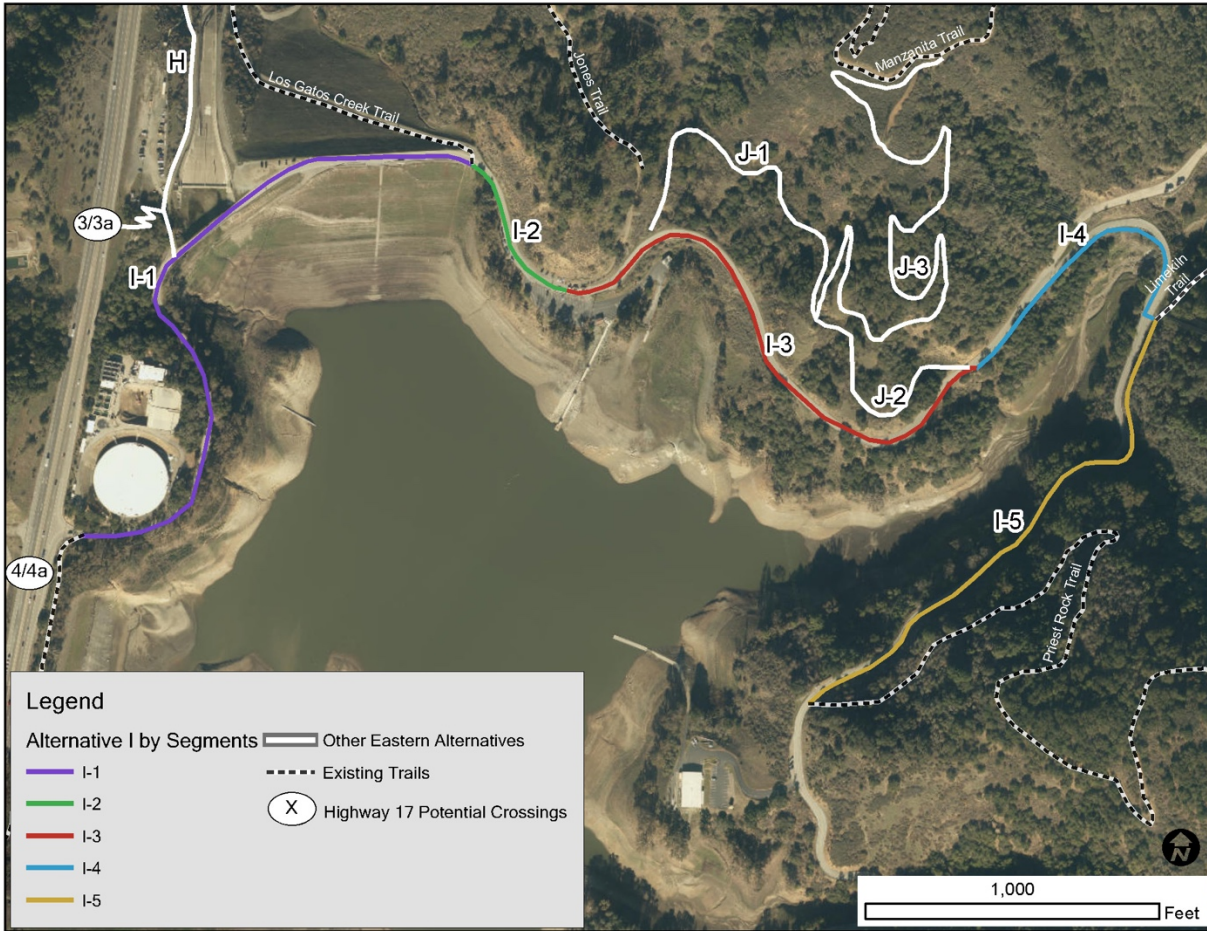 H
Los Gatos Creek Trail
Jones Trail
Manzanita Trail
J-1
3/3a
I-1
I-2
I-4
J-3
Limekiln
Trail
I-3
J-2
I-5
4/4a
Priest Rock Trail
Legend
Alternative I by Segments
I-1
I-2
I-3
I-4
I-5
Other Eastern Alternatives
Existing Trails
X Highway 17 Potential Crossings
N
1,000
Feet